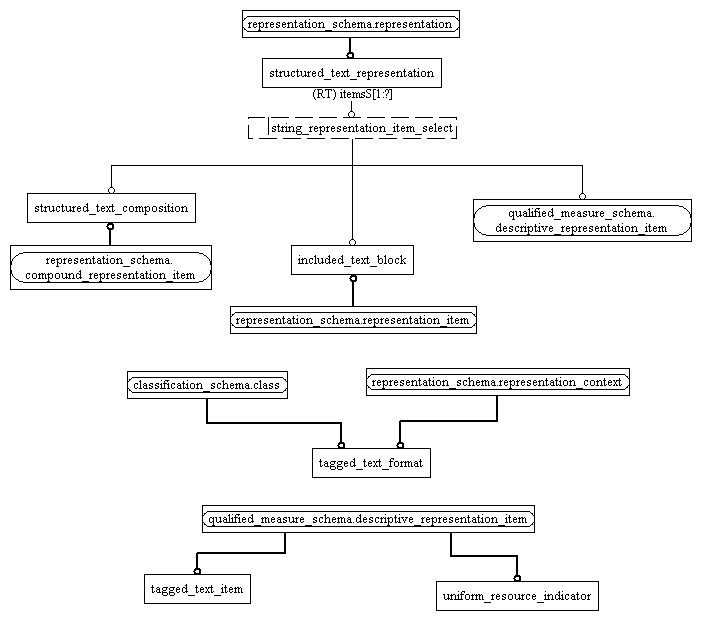 representation_schema.representation
structured_text_representation
(RT) itemsS[1:?]
string_representation_item_select
structured_text_composition
qualified_measure_schema.
descriptive_representation_item
representation_schema.
compound_representation_item
included_text_block
representation_schema.representation_item
classification_schema.class
representation_schema.representation_context
tagged_text_format
qualified_measure_schema.descriptive_representation_item
tagged_text_item
uniform_resource_indicator